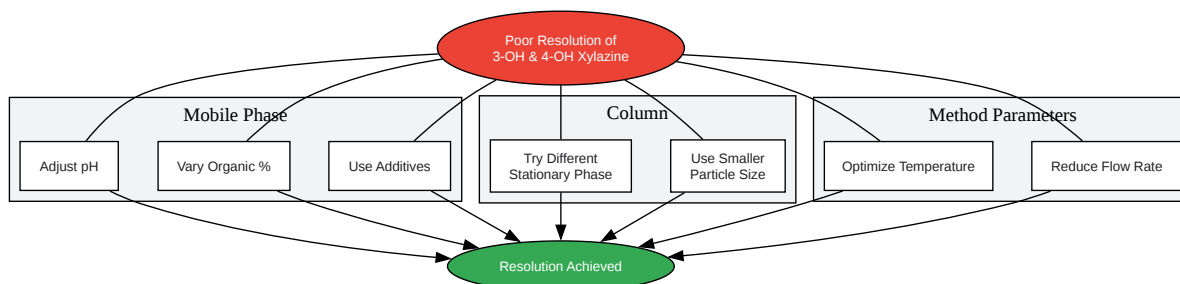 Poor Resolution of
3-OH & 4-OH Xylazine
Mobile Phase
Column
Method Parameters
Adjust pH
Vary Organic %
Use Additives
Try Different
Stationary Phase
Use Smaller
Particle Size
Optimize Temperature
Reduce Flow Rate
Resolution Achieved